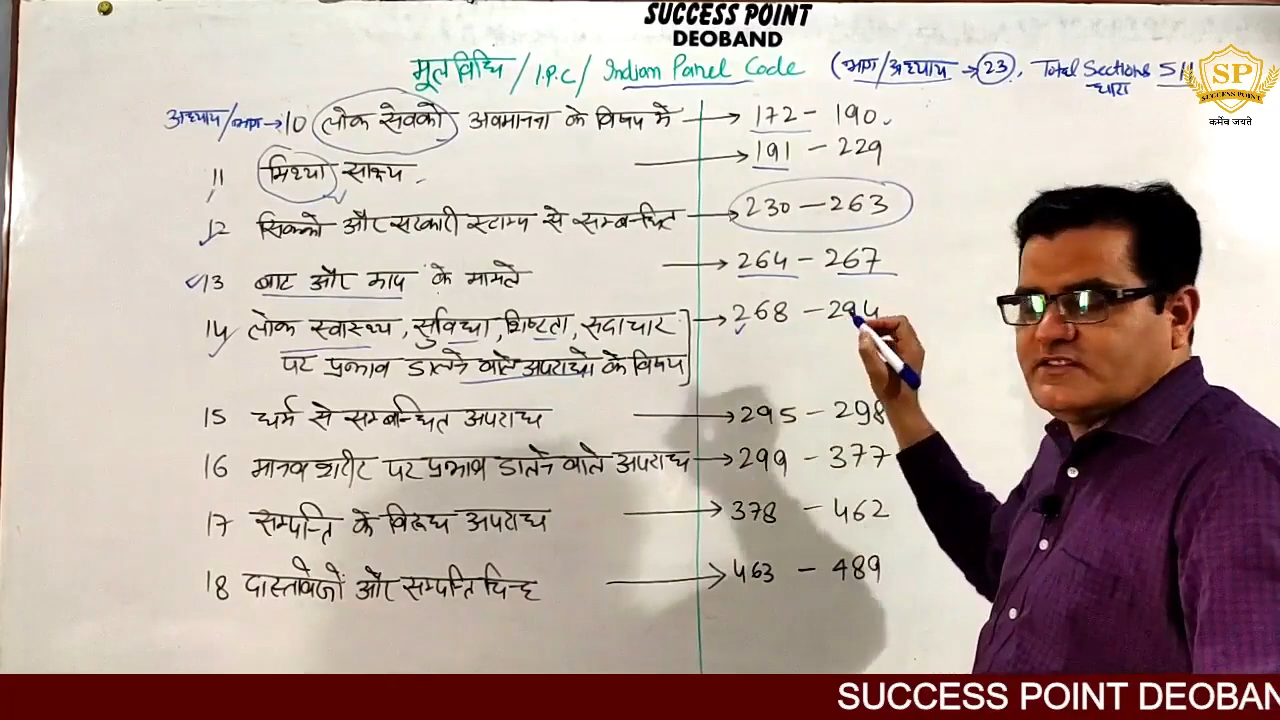 SUCCESS POINT
DEOBAND
मूल विधि / I.P.C / Indian Panel Code (भाग/अध्याय → 23, Total Sections 511
धारा
SP
SUCCESS POINT
कर्मेव जयते
अध्याय/भाग → 10 लोक सेवको अवमानना के विषय में → 172 - 190.
11 मिथ्या साक्ष्य → 191 - 229
12 सिक्को और सरकारी स्टाम्प से सम्बन्धित → 230 - 263
13 बाट और माप के मामले → 264 - 267
14 लोक स्वास्थ्य, सुविधा, शिष्टता, सदाचार → 268 - 294
पर प्रभाव डालने वाले अपराधो के विषय
15 धर्म से सम्बन्धित अपराध → 295 - 298
16 मानव शरीर पर प्रभाव डालने वाले अपराध → 299 - 377
17 सम्पत्ति के विरुध अपराध → 378 - 462
18 दास्तावेजों और सम्पत्ति चिन्ह → 463 - 489
SUCCESS POINT DEOBAN